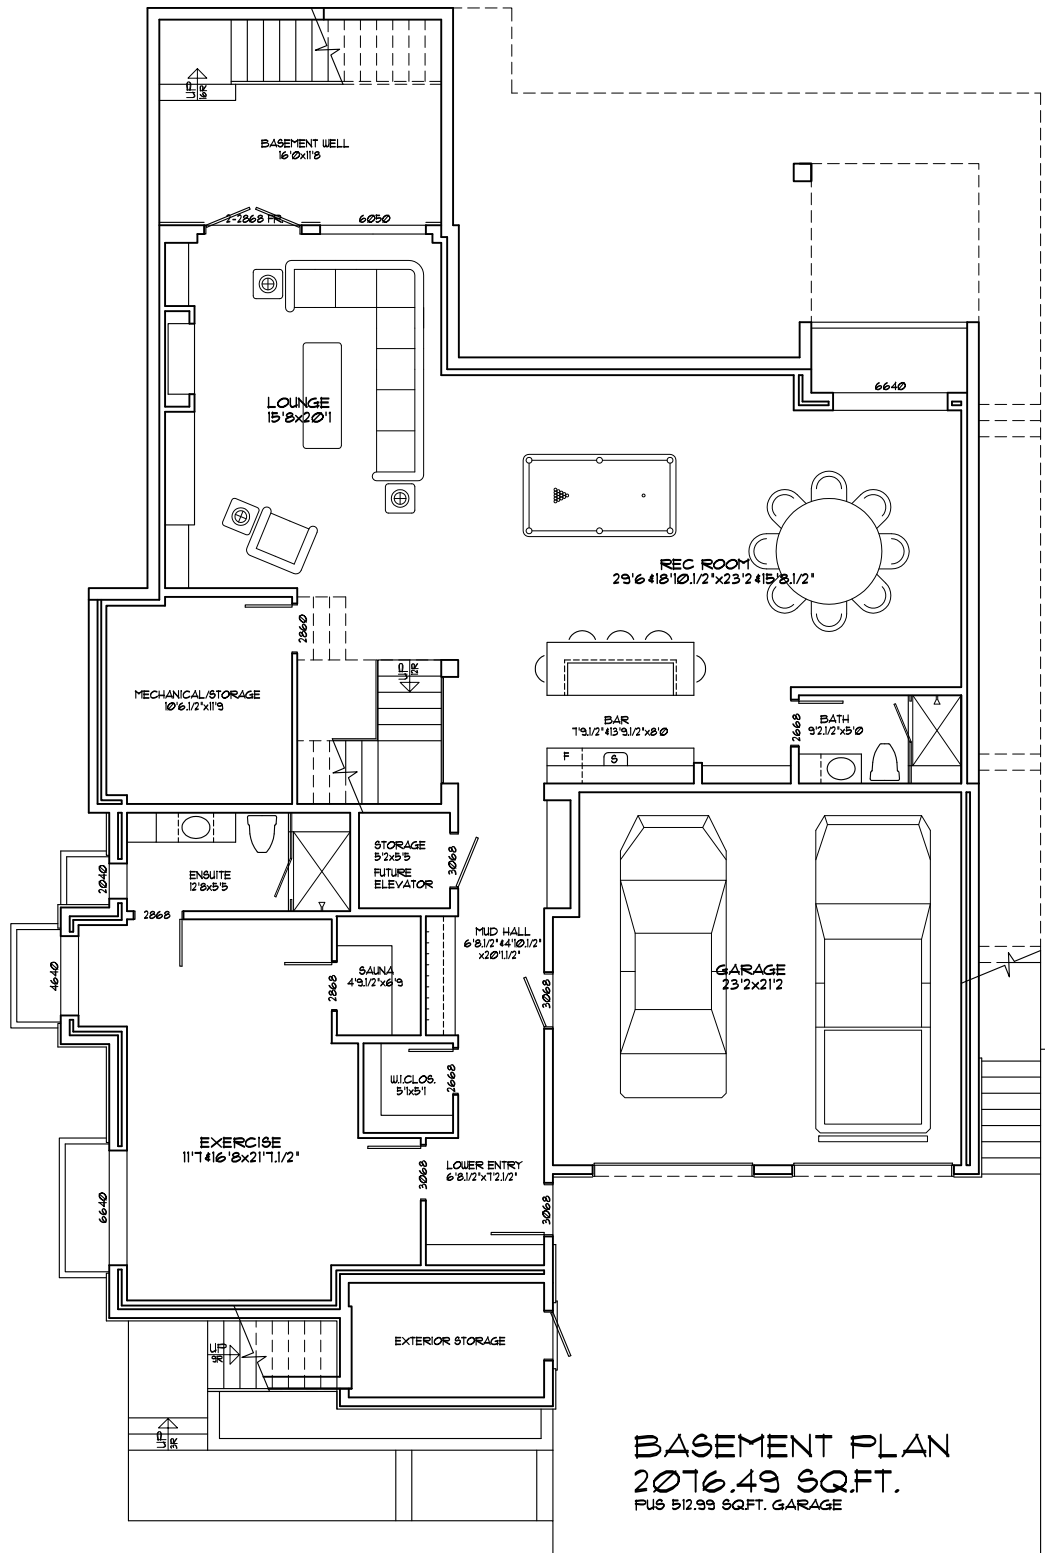 UP
16R
BASEMENT WELL
16'0x11'8
2-2868 FR.
6050
6640
LOUNGE
15'8x20'1
REC ROOM
29'6&18'10.1/2"x23'2&15'8.1/2"
2860
UP
12R
MECHANICAL/STORAGE
10'6.1/2"x11'9
BAR
7'9.1/2"&13'9.1/2"x8'0
2668
BATH
9'2.1/2"x5'0
F
S
STORAGE
5'2x5'5
FUTURE
ELEVATOR
3068
ENSUITE
12'8x5'5
2040
2868
MUD HALL
6'8.1/2"&4'10.1/2"
x20'1.1/2"
4640
SAUNA
4'9.1/2"x6'9
2868
3068
GARAGE
23'2x21'2
W.I.CLOS.
5'1x5'1
2668
EXERCISE
11'7&16'8x21'7.1/2"
LOWER ENTRY
6'8.1/2"x7'2.1/2"
3068
3068
6640
EXTERIOR STORAGE
UP
UP
3R
BASEMENT PLAN
2076.49 SQ.FT.
PUS 512.99 SQ.FT. GARAGE